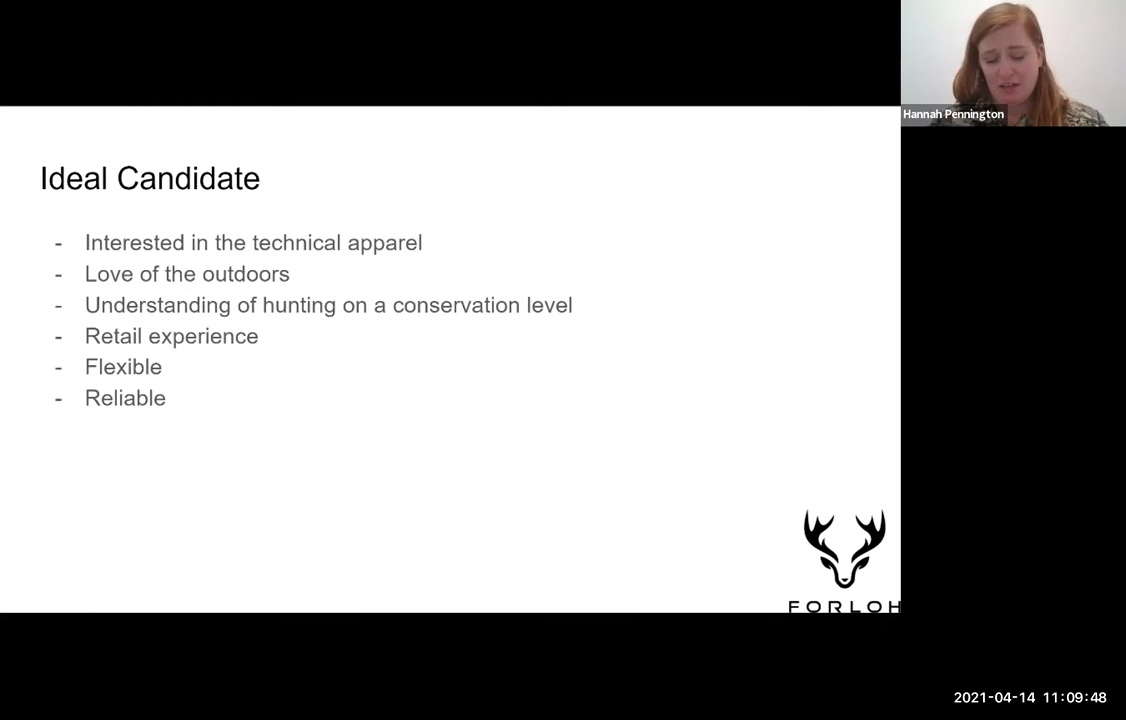 Hannah Pennington
Ideal Candidate
- Interested in the technical apparel
- Love of the outdoors
- Understanding of hunting on a conservation level
- Retail experience
- Flexible
- Reliable
FORLOH
2021-04-14 11:09:48